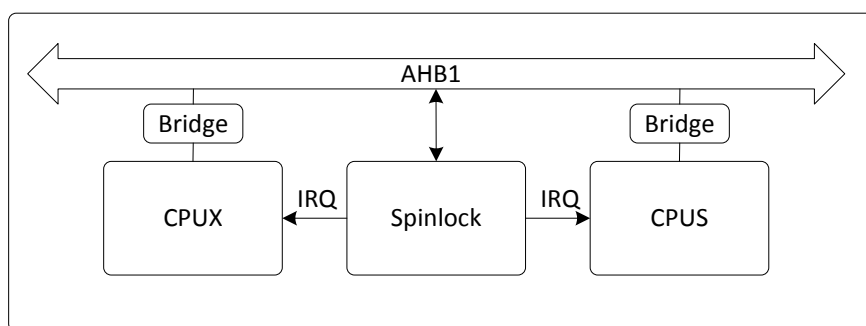 AHB1
Bridge
Bridge
IRQ
IRQ
CPUX
Spinlock
CPUS